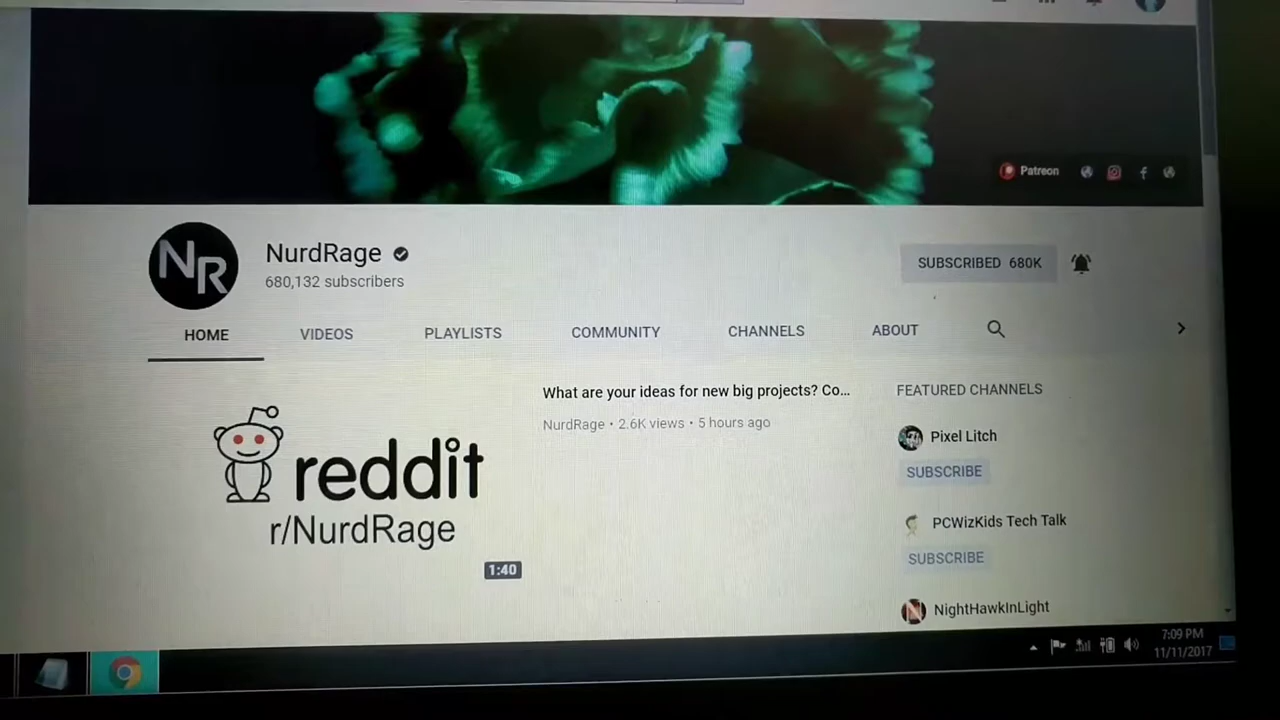 Patreon
NR
NurdRage
680,132 subscribers
SUBSCRIBED 680K
HOME VIDEOS PLAYLISTS COMMUNITY CHANNELS ABOUT
What are your ideas for new big projects? Co...
NurdRage • 2.6K views • 5 hours ago
reddit
r/NurdRage
1:40
FEATURED CHANNELS
Pixel Litch
SUBSCRIBE
PCWizKids Tech Talk
SUBSCRIBE
NightHawkInLight
7:09 PM
11/11/2017